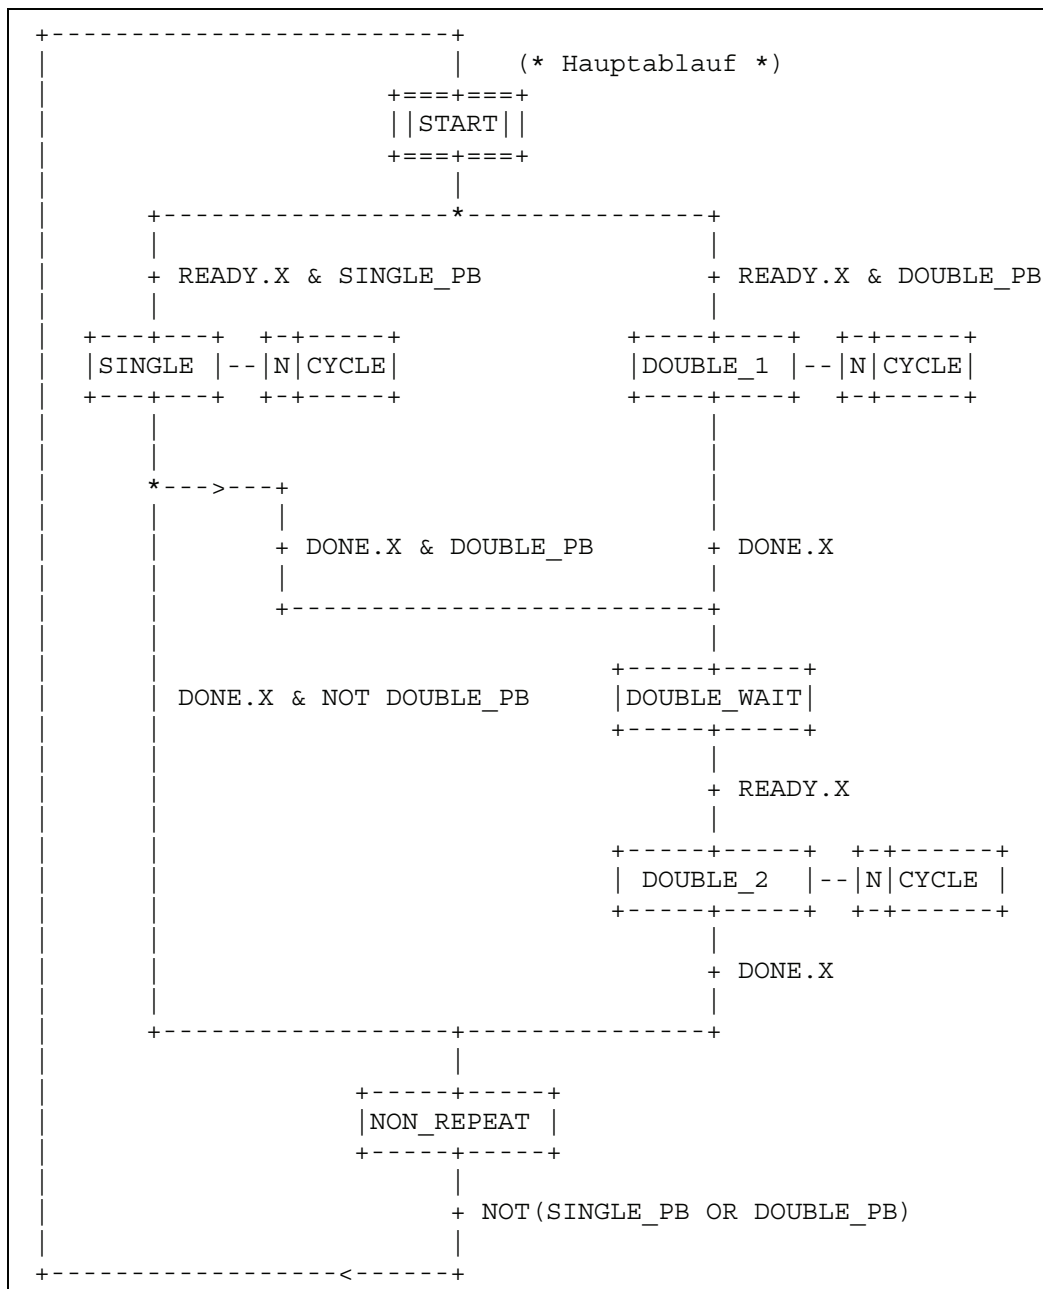 (* Hauptablauf *)
START
READY.X & SINGLE_PB READY.X & DOUBLE_PB
SINGLE N CYCLE DOUBLE_1 N CYCLE
DONE.X & DOUBLE_PB DONE.X
DONE.X & NOT DOUBLE_PB DOUBLE_WAIT
READY.X
DOUBLE_2 N CYCLE
DONE.X
NON_REPEAT
NOT(SINGLE_PB OR DOUBLE_PB)